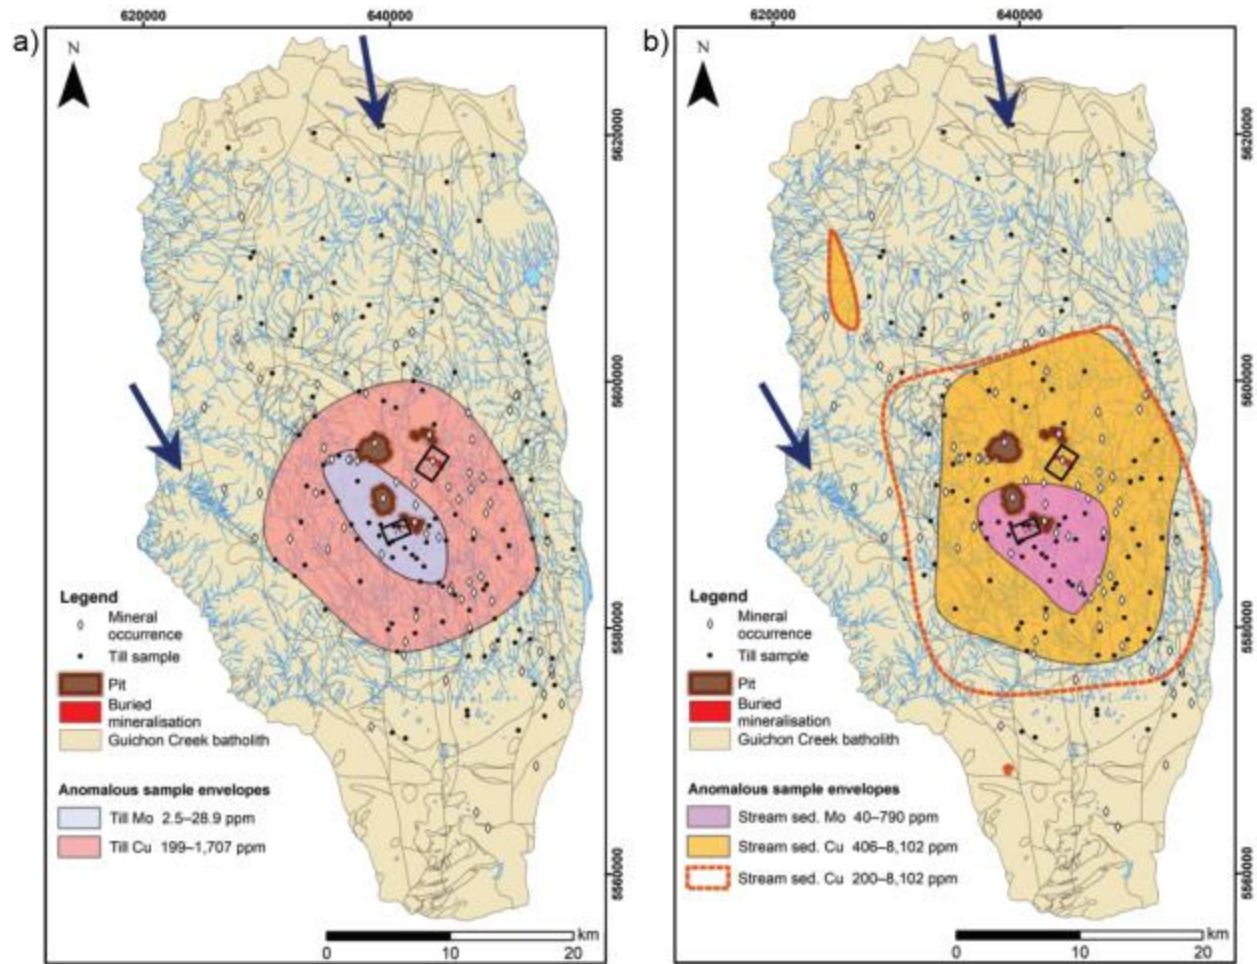 a)
620000
640000
N
5620000
5600000
5580000
5560000
Legend
Mineral
occurrence
Till sample
Pit
Buried
mineralisation
Guichon Creek batholith
Anomalous sample envelopes
Till Mo 2.5–28.9 ppm
Till Cu 199–1,707 ppm
km
0
10
20
b)
620000
640000
N
5620000
5600000
5580000
5560000
Legend
Mineral
occurrence
Till sample
Pit
Buried
mineralisation
Guichon Creek batholith
Anomalous sample envelopes
Stream sed. Mo 40–790 ppm
Stream sed. Cu 406–8,102 ppm
Stream sed. Cu 200–8,102 ppm
km
0
10
20